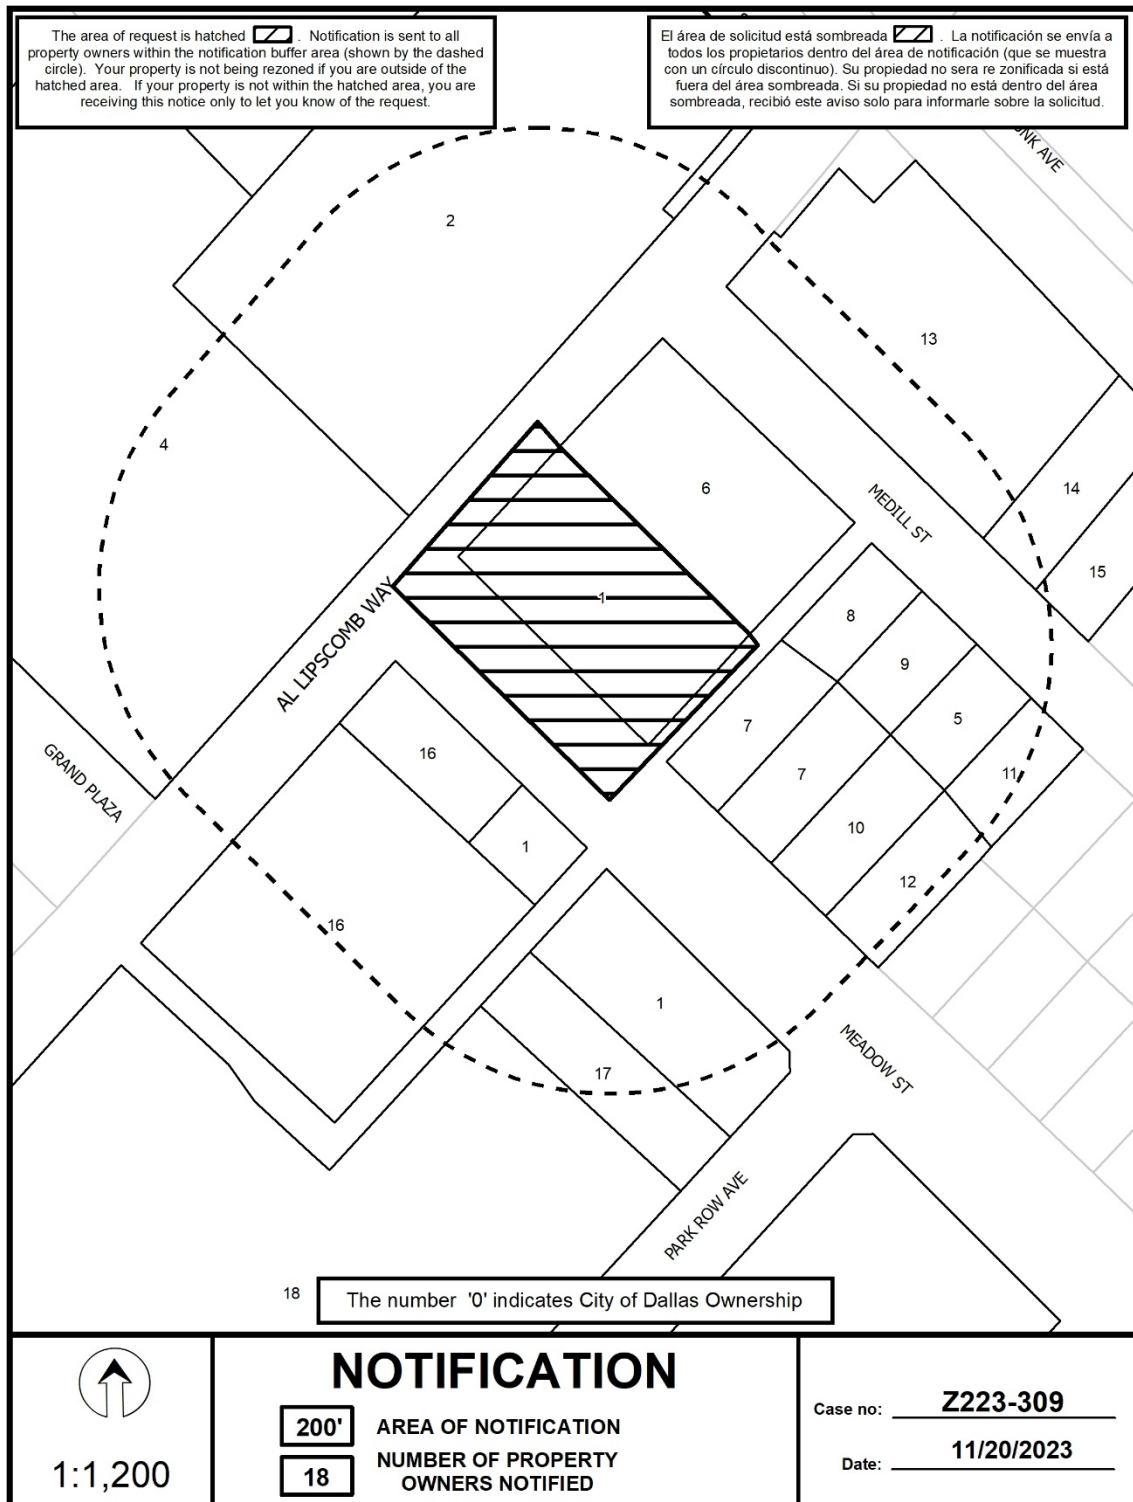 The area of request is hatched . Notification is sent to all
property owners within the notification buffer area (shown by the dashed
circle). Your property is not being rezoned if you are outside of the
hatched area. If your property is not within the hatched area, you are
receiving this notice only to let you know of the request.
El área de solicitud está sombreada . La notificación se envía a
todos los propietarios dentro del área de notificación (que se muestra
con un círculo discontinuo). Su propiedad no sera re zonificada si está
fuera del área sombreada. Si su propiedad no está dentro del área
sombreada, recibió este aviso solo para informarle sobre la solicitud.
AVE
2
13
4
6
14
MEDILL ST
15
1
8
AL LIPSCOMB WAY
9
5
7
16
GRAND PLAZA
7
11
10
1
12
16
1
MEADOW ST
17
PARK ROW AVE
18
The number '0' indicates City of Dallas Ownership
1:1,200
NOTIFICATION
200' AREA OF NOTIFICATION
18 NUMBER OF PROPERTY
OWNERS NOTIFIED
Case no: Z223-309
Date: 11/20/2023